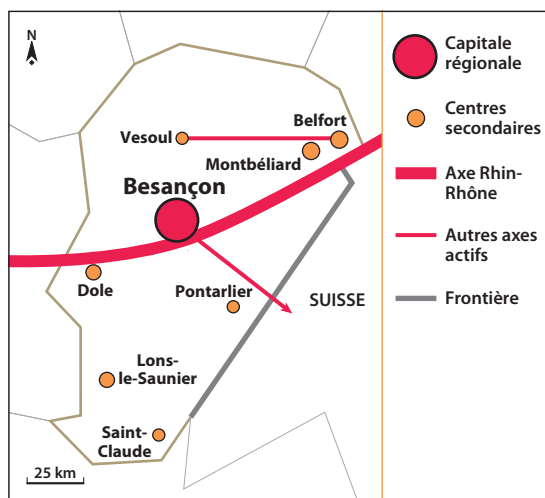 N
Vesoul
Belfort
Montbéliard
Besançon
Dole
Pontarlier
SUISSE
Lons-
le-Saunier
Saint-
Claude
25 km
Capitale
régionale
Centres
secondaires
Axe Rhin-
Rhône
Autres axes
actifs
Frontière